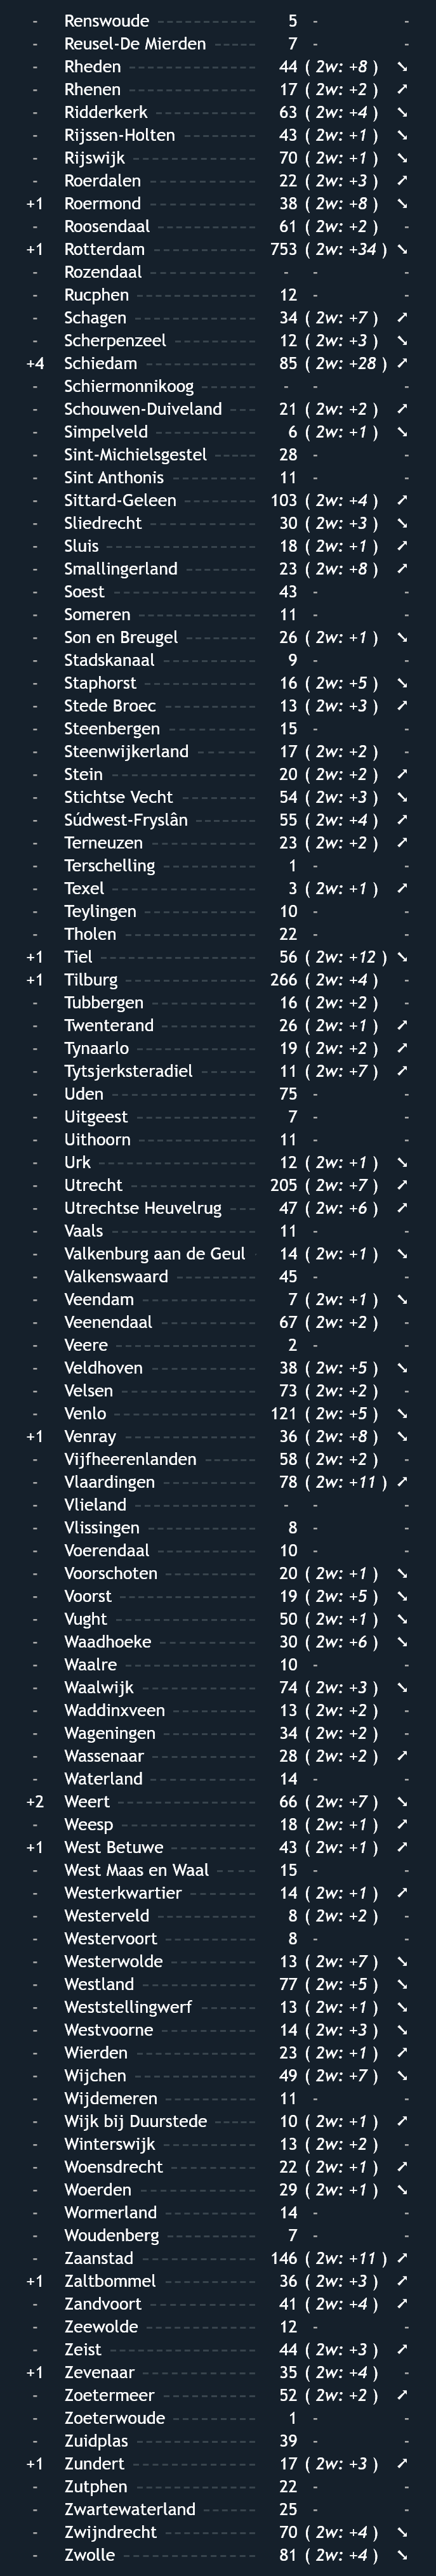 - Renswoude 5 - -
- Reusel-De Mierden 7 - -
- Rheden 44 ( 2w: +8 ) ➘
- Rhenen 17 ( 2w: +2 ) ➚
- Ridderkerk 63 ( 2w: +4 ) ➘
- Rijssen-Holten 43 ( 2w: +1 ) ➘
- Rijswijk 70 ( 2w: +1 ) ➘
- Roerdalen 22 ( 2w: +3 ) ➚
+1 Roermond 38 ( 2w: +8 ) ➘
- Roosendaal 61 ( 2w: +2 ) -
+1 Rotterdam 753 ( 2w: +34 ) ➘
- Rozendaal - - -
- Rucphen 12 - -
- Schagen 34 ( 2w: +7 ) ➚
- Scherpenzeel 12 ( 2w: +3 ) ➘
+4 Schiedam 85 ( 2w: +28 ) ➚
- Schiermonnikoog - - -
- Schouwen-Duiveland 21 ( 2w: +2 ) ➚
- Simpelveld 6 ( 2w: +1 ) ➘
- Sint-Michielsgestel 28 - -
- Sint Anthonis 11 - -
- Sittard-Geleen 103 ( 2w: +4 ) ➚
- Sliedrecht 30 ( 2w: +3 ) ➘
- Sluis 18 ( 2w: +1 ) ➚
- Smallingerland 23 ( 2w: +8 ) ➚
- Soest 43 - -
- Someren 11 - -
- Son en Breugel 26 ( 2w: +1 ) ➘
- Stadskanaal 9 - -
- Staphorst 16 ( 2w: +5 ) ➘
- Stede Broec 13 ( 2w: +3 ) ➚
- Steenbergen 15 - -
- Steenwijkerland 17 ( 2w: +2 ) -
- Stein 20 ( 2w: +2 ) ➚
- Stichtse Vecht 54 ( 2w: +3 ) ➘
- Súdwest-Fryslân 55 ( 2w: +4 ) ➚
- Terneuzen 23 ( 2w: +2 ) ➚
- Terschelling 1 - -
- Texel 3 ( 2w: +1 ) ➚
- Teylingen 10 - -
- Tholen 22 - -
+1 Tiel 56 ( 2w: +12 ) ➘
+1 Tilburg 266 ( 2w: +4 ) -
- Tubbergen 16 ( 2w: +2 ) -
- Twenterand 26 ( 2w: +1 ) ➚
- Tynaarlo 19 ( 2w: +2 ) ➚
- Tytsjerksteradiel 11 ( 2w: +7 ) ➚
- Uden 75 - -
- Uitgeest 7 - -
- Uithoorn 11 - -
- Urk 12 ( 2w: +1 ) ➘
- Utrecht 205 ( 2w: +7 ) ➚
- Utrechtse Heuvelrug 47 ( 2w: +6 ) ➚
- Vaals 11 - -
- Valkenburg aan de Geul 14 ( 2w: +1 ) ➘
- Valkenswaard 45 - -
- Veendam 7 ( 2w: +1 ) ➘
- Veenendaal 67 ( 2w: +2 ) -
- Veere 2 - -
- Veldhoven 38 ( 2w: +5 ) ➘
- Velsen 73 ( 2w: +2 ) -
- Venlo 121 ( 2w: +5 ) ➘
+1 Venray 36 ( 2w: +8 ) ➘
- Vijfheerenlanden 58 ( 2w: +2 ) -
- Vlaardingen 78 ( 2w: +11 ) ➚
- Vlieland - - -
- Vlissingen 8 - -
- Voerendaal 10 - -
- Voorschoten 20 ( 2w: +1 ) ➘
- Voorst 19 ( 2w: +5 ) ➘
- Vught 50 ( 2w: +1 ) ➘
- Waadhoeke 30 ( 2w: +6 ) ➘
- Waalre 10 - -
- Waalwijk 74 ( 2w: +3 ) ➘
- Waddinxveen 13 ( 2w: +2 ) -
- Wageningen 34 ( 2w: +2 ) -
- Wassenaar 28 ( 2w: +2 ) ➚
- Waterland 14 - -
+2 Weert 66 ( 2w: +7 ) ➘
- Weesp 18 ( 2w: +1 ) ➚
+1 West Betuwe 43 ( 2w: +1 ) ➚
- West Maas en Waal 15 - -
- Westerkwartier 14 ( 2w: +1 ) ➚
- Westerveld 8 ( 2w: +2 ) -
- Westervoort 8 - -
- Westerwolde 13 ( 2w: +7 ) ➘
- Westland 77 ( 2w: +5 ) ➘
- Weststellingwerf 13 ( 2w: +1 ) ➘
- Westvoorne 14 ( 2w: +3 ) ➘
- Wierden 23 ( 2w: +1 ) ➚
- Wijchen 49 ( 2w: +7 ) ➘
- Wijdemeren 11 - -
- Wijk bij Duurstede 10 ( 2w: +1 ) ➚
- Winterswijk 13 ( 2w: +2 ) -
- Woensdrecht 22 ( 2w: +1 ) ➚
- Woerden 29 ( 2w: +1 ) ➘
- Wormerland 14 - -
- Woudenberg 7 - -
- Zaanstad 146 ( 2w: +11 ) ➚
+1 Zaltbommel 36 ( 2w: +3 ) ➚
- Zandvoort 41 ( 2w: +4 ) ➚
- Zeewolde 12 - -
- Zeist 44 ( 2w: +3 ) ➚
+1 Zevenaar 35 ( 2w: +4 ) -
- Zoetermeer 52 ( 2w: +2 ) ➚
- Zoeterwoude 1 - -
- Zuidplas 39 - -
+1 Zundert 17 ( 2w: +3 ) ➚
- Zutphen 22 - -
- Zwartewaterland 25 - -
- Zwijndrecht 70 ( 2w: +4 ) ➘
- Zwolle 81 ( 2w: +4 ) ➘